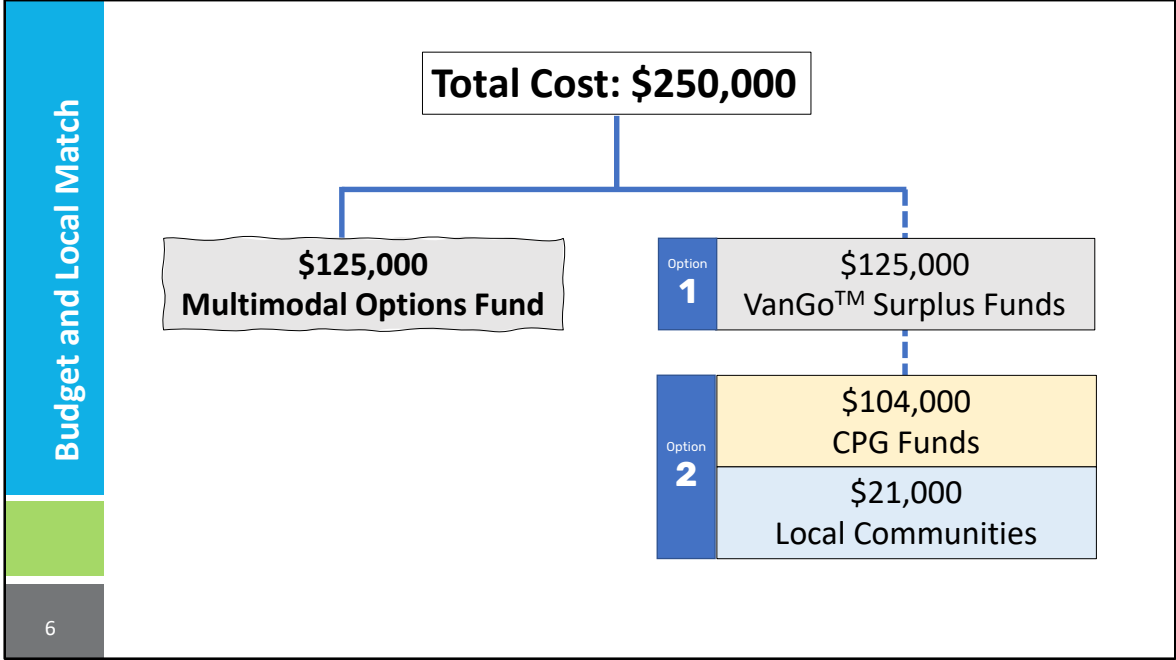 Budget and Local Match
Total Cost: $250,000
$125,000
Multimodal Options Fund
Option
1
$125,000
VanGo™ Surplus Funds
Option
2
$104,000
CPG Funds
$21,000
Local Communities
6